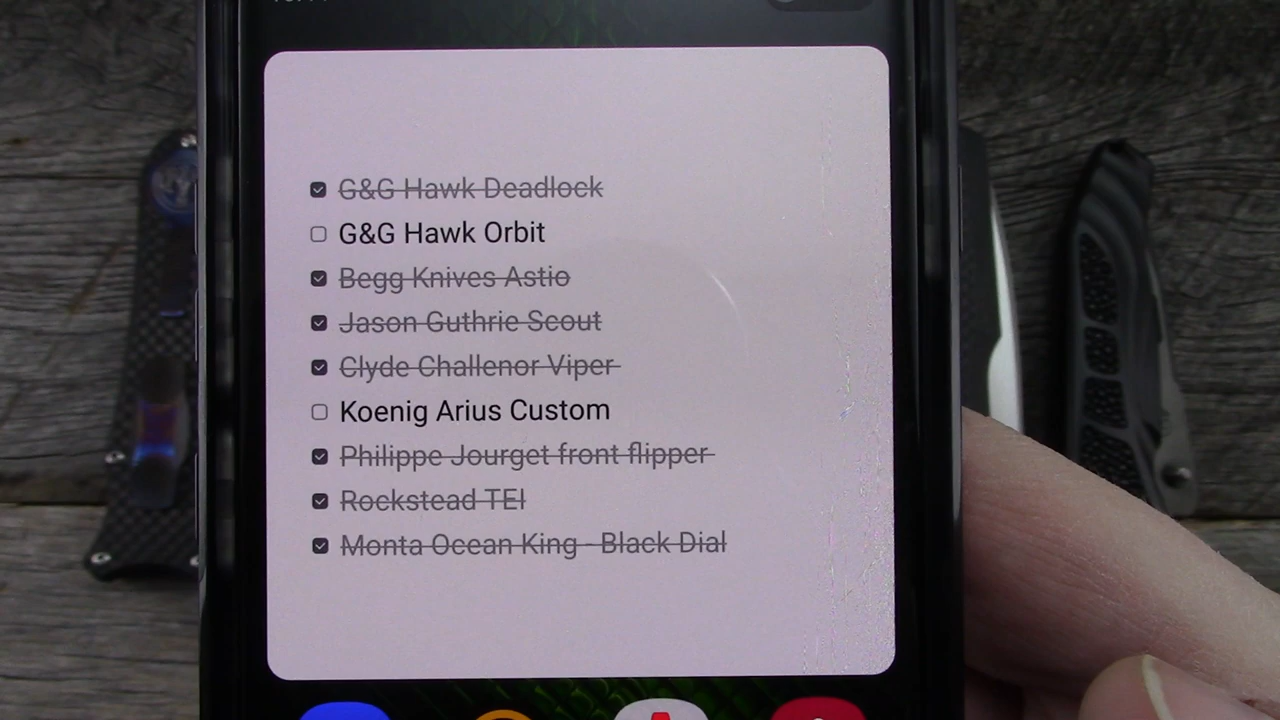 G&G Hawk Deadlock
G&G Hawk Orbit
Begg Knives Astio
Jason Guthrie Scout
Clyde Challenor Viper
Koenig Arius Custom
Philippe Jourget front flipper
Rockstead TEI
Monta Ocean King - Black Dial